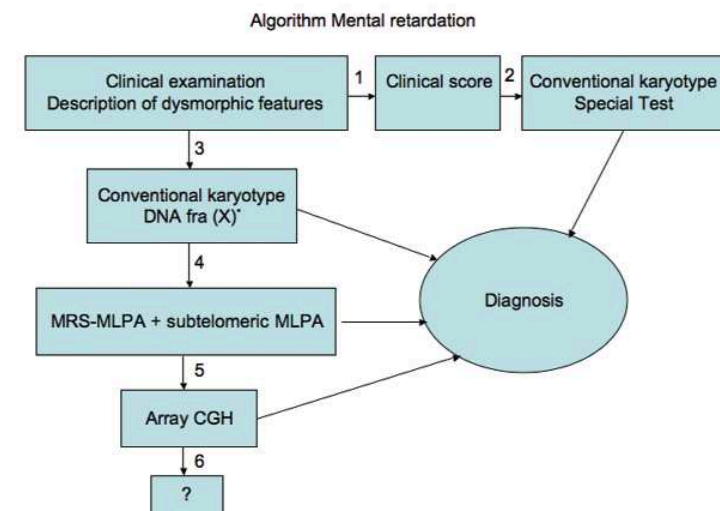 Algorithm Mental retardation
Clinical examination
Description of dysmorphic features
1
Clinical score
2
Conventional karyotype
Special Test
3
Conventional karyotype
DNA fra (X)*
4
MRS-MLPA + subtelomeric MLPA
Diagnosis
5
Array CGH
6
?